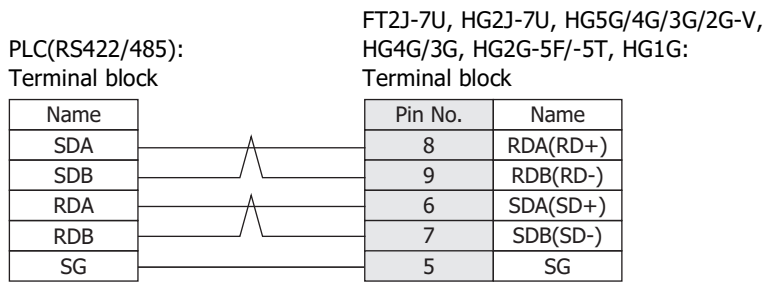 FT2J-7U, HG2J-7U, HG5G/4G/3G/2G-V,
PLC(RS422/485): HG4G/3G, HG2G-5F/-5T, HG1G:
Terminal block Terminal block
Name Pin No. Name
SDA 8 RDA(RD+)
SDB 9 RDB(RD-)
RDA 6 SDA(SD+)
RDB 7 SDB(SD-)
SG 5 SG